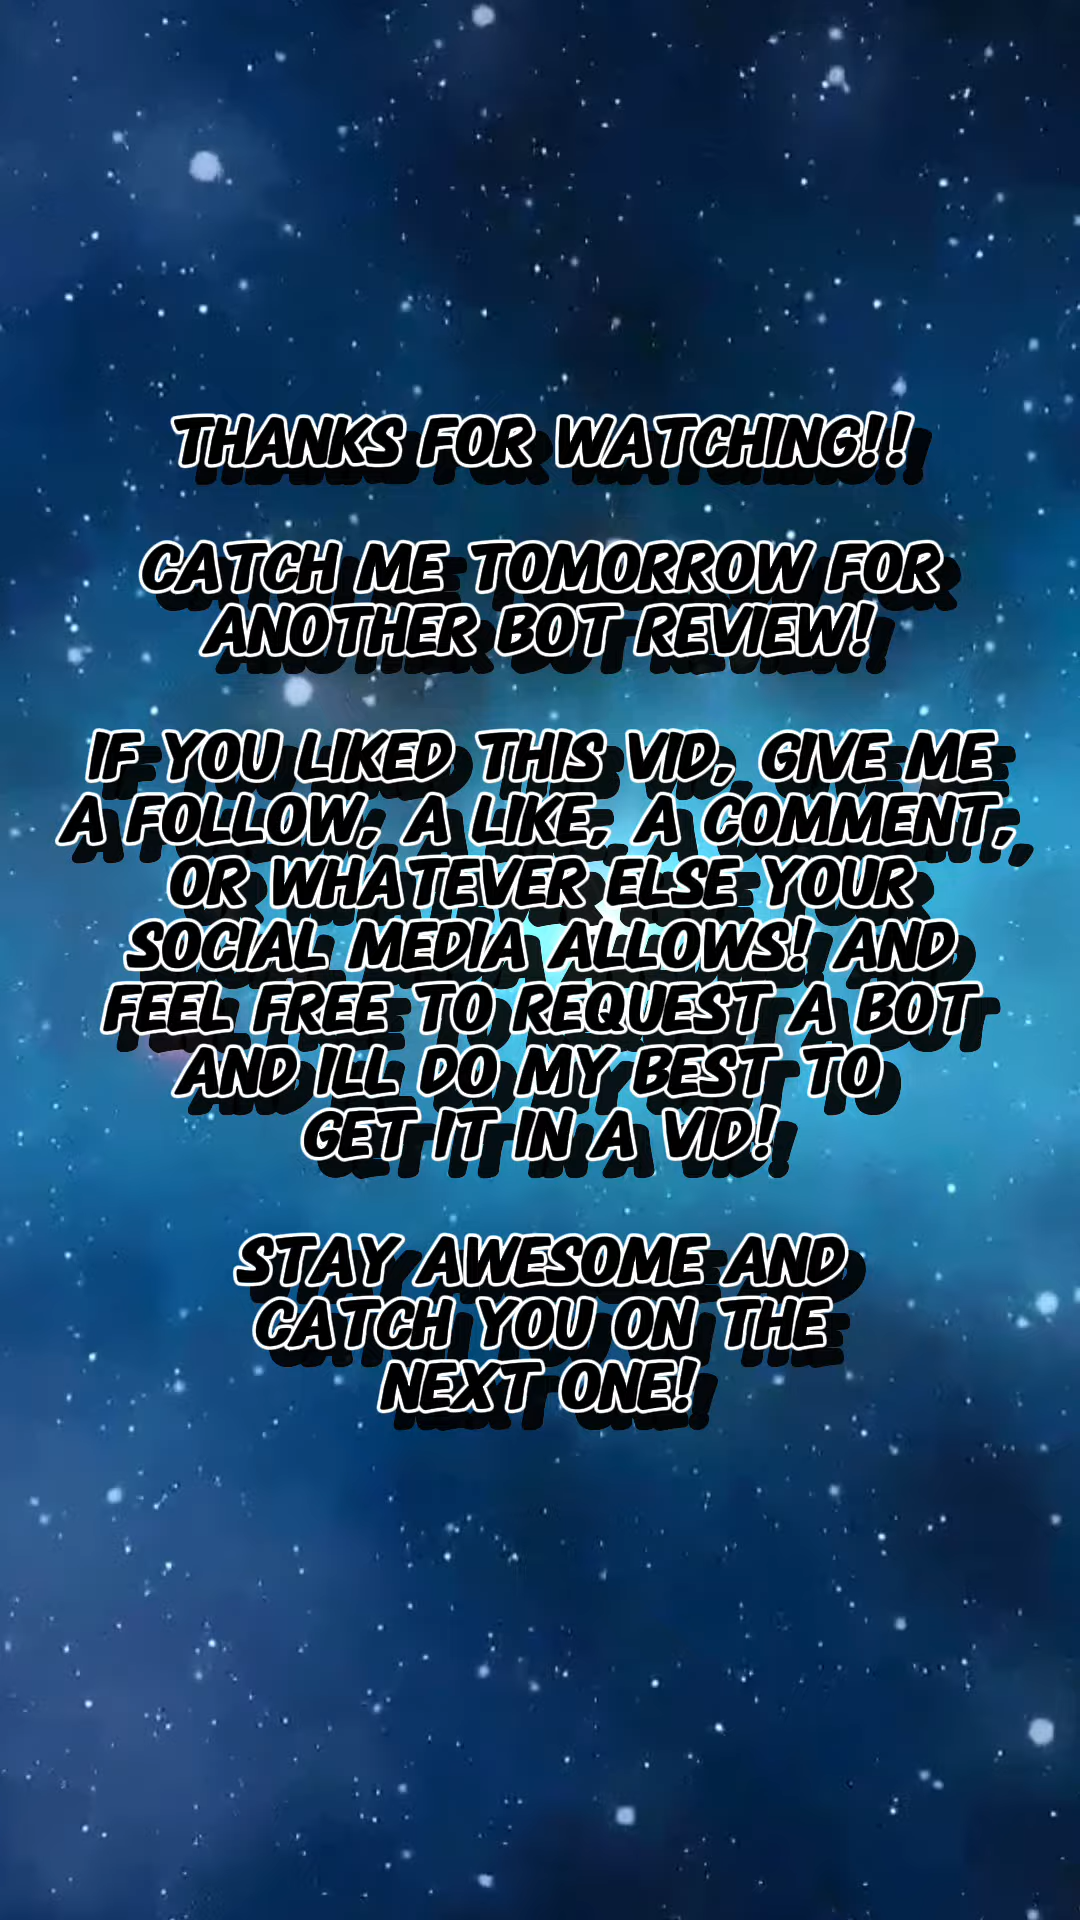 THANKS FOR WATCHING!!
CATCH ME TOMORROW FOR
ANOTHER BOT REVIEW!
IF YOU LIKED THIS VID, GIVE ME
A FOLLOW, A LIKE, A COMMENT,
OR WHATEVER ELSE YOUR
SOCIAL MEDIA ALLOWS! AND
FEEL FREE TO REQUEST A BOT
AND ILL DO MY BEST TO
GET IT IN A VID!
STAY AWESOME AND
CATCH YOU ON THE
NEXT ONE!